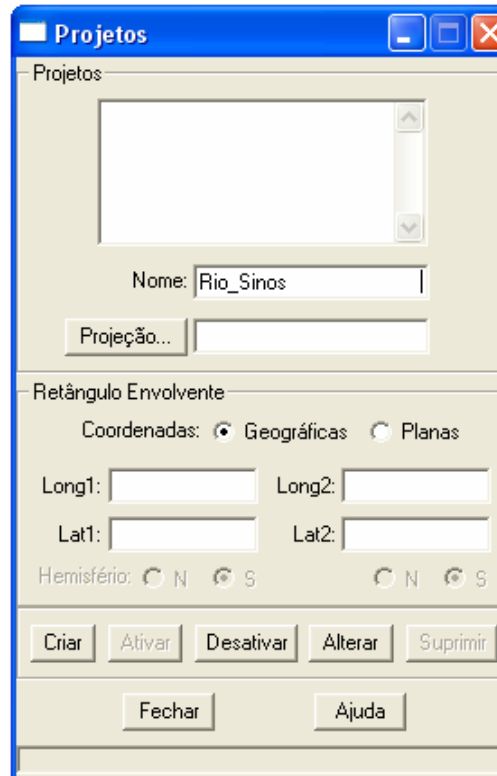 Projetos
Projetos
Nome: Rio_Sinos
Projeção...
Retângulo Envolvente
Coordenadas: Geográficas Planas
Long1: Long2:
Lat1: Lat2:
Hemisfério: N S N S
Criar Ativar Desativar Alterar Suprimir
Fechar Ajuda